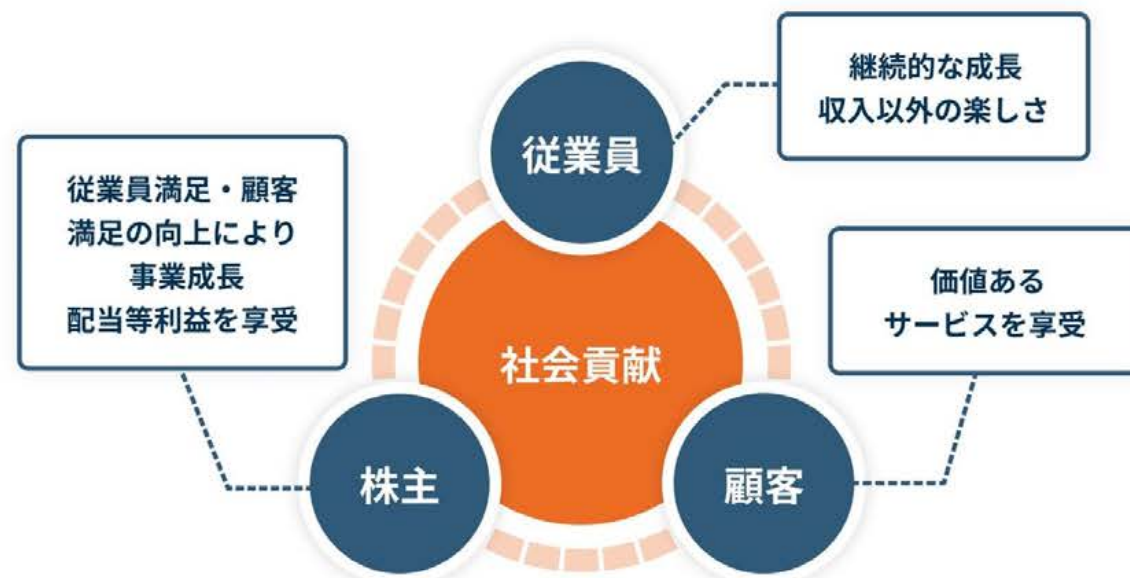 継続的な成長
収入以外の楽しさ
従業員
従業員満足・顧客
満足の向上により
事業成長
配当等利益を享受
価値ある
サービスを享受
社会貢献
株主
顧客